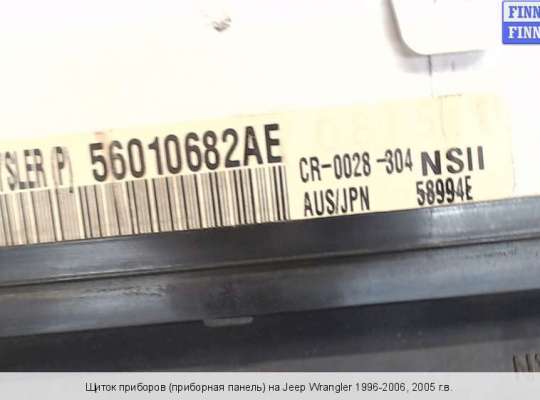 FINN
FINN
YSLER (P) 56010682AE
CR-0028-304 NSII
AUS/JPN 58994E
Щиток приборов (приборная панель) на Jeep Wrangler 1996-2006, 2005 г.в.